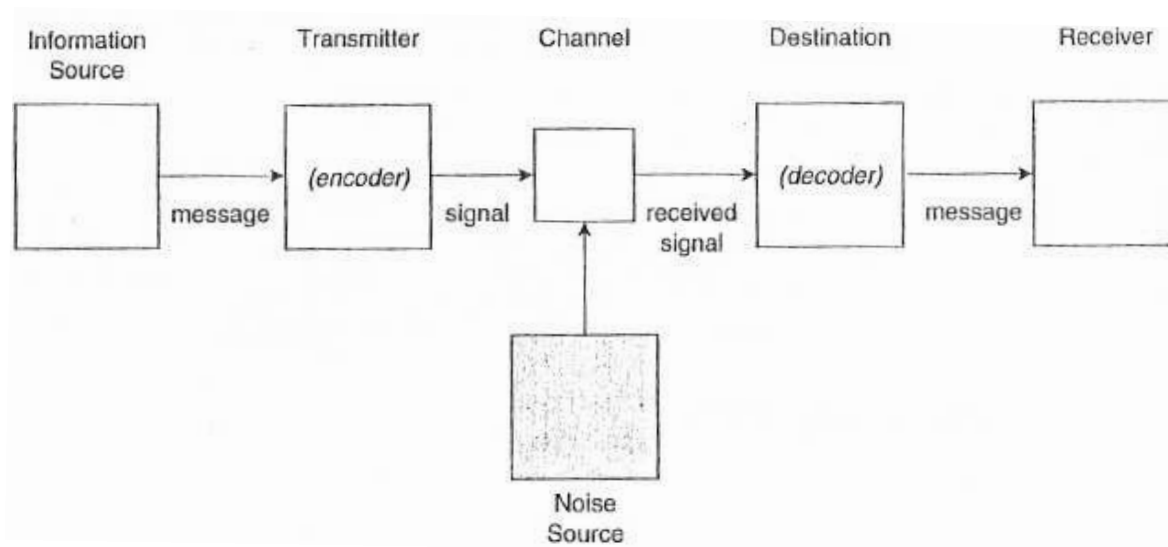 Information
Source
Transmitter
Channel
Destination
Receiver
(encoder)
(decoder)
message
signal
received
signal
message
Noise
Source